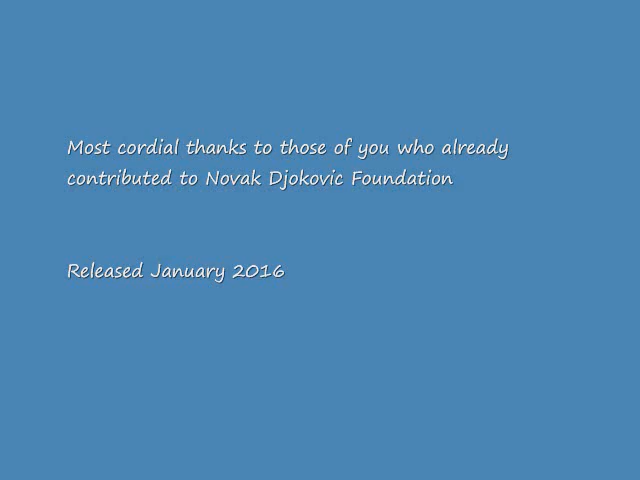 Most cordial thanks to those of you who already
contributed to Novak Djokovic Foundation
Released January 2016